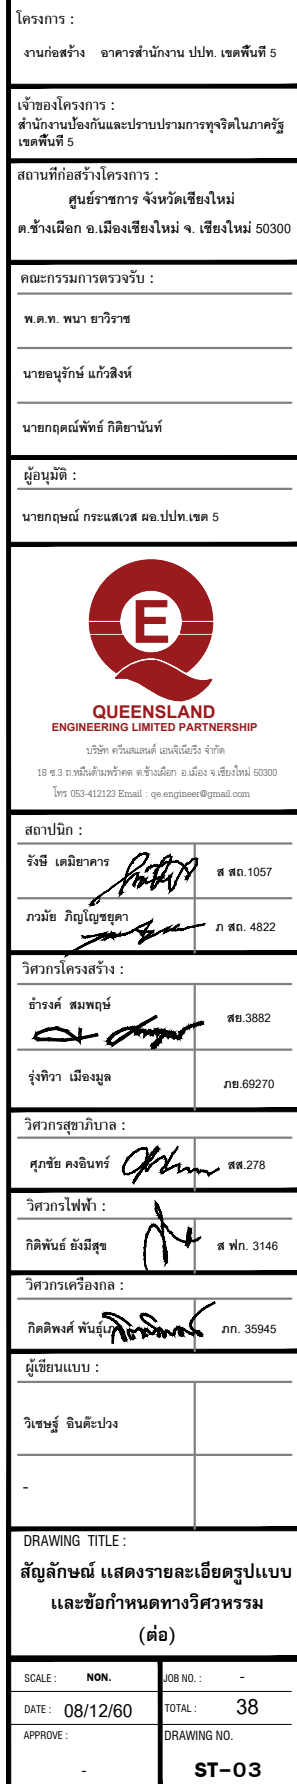 โครงการ :
งานก่อสร้าง อาคารสำนักงาน ปปท. เขตพื้นที่ 5
เจ้าของโครงการ :
สำนักงานป้องกันและปราบปรามการทุจริตในภาครัฐ
เขตพื้นที่ 5
สถานที่ก่อสร้างโครงการ :
ศูนย์ราชการ จังหวัดเชียงใหม่
ต.ช้างเผือก อ.เมืองเชียงใหม่ จ. เชียงใหม่ 50300
คณะกรรมการตรวจรับ :
พ.ต.ท. พนา ยาวิราช
นายอนุรักษ์ แก้วสิงห์
นายกฤตณ์พัทธ์ กิติยานันท์
ผู้อนุมัติ :
นายกฤษณ์ กระแสเวส ผอ.ปปท.เขต 5
E
QUEENSLAND
ENGINEERING LIMITED PARTNERSHIP
บริษัท ควีนสแลนด์ เอนจิเนียริ่ง จำกัด
18 ซ.3 ถ.หมื่นด้ามพร้าคต ต.ช้างเผือก อ.เมือง จ.เชียงใหม่ 50300
โทร 053-412123 Email : qe.engineer@gmail.com
สถาปนิก :
รังษี เตมิยาคาร ส สถ.1057
ภวมัย ภิญโญชยุดา ภ สถ. 4822
วิศวกรโครงสร้าง :
ธำรงค์ สมพฤษ์ สย.3882
รุ่งทิวา เมืองมูล ภย.69270
วิศวกรสุขาภิบาล :
ศุภชัย คงอินทร์ สส.278
วิศวกรไฟฟ้า :
กิติพันธ์ ยังมีสุข ส ฟก. 3146
วิศวกรเครื่องกล :
กิตติพงศ์ ภก. 35945
ผู้เขียนแบบ :
วิเชษฐ์ อินต๊ะปวง
-
DRAWING TITLE :
สัญลักษณ์ แสดงรายละเอียดรูปแบบ
และข้อกำหนดทางวิศวหรรม
(ต่อ)
SCALE : NON. JOB NO. : -
DATE : 08/12/60 TOTAL : 38
APPROVE : DRAWING NO.
- ST-03